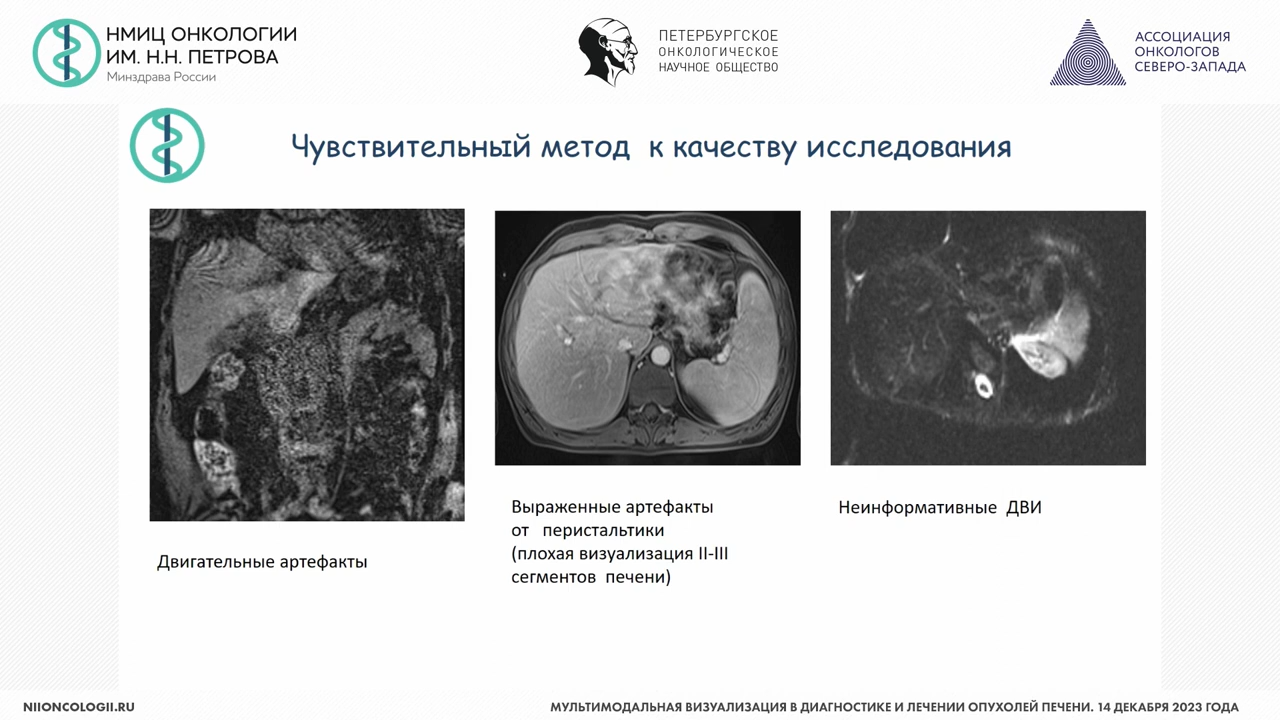 НМИЦ ОНКОЛОГИИ
ИМ. Н.Н. ПЕТРОВА
Минздрава России
ПЕТЕРБУРГСКОЕ
ОНКОЛОГИЧЕСКОЕ
НАУЧНОЕ ОБЩЕСТВО
АССОЦИАЦИЯ
ОНКОЛОГОВ
СЕВЕРО-ЗАПАДА
Чувствительный метод к качеству исследования
Двигательные артефакты
Выраженные артефакты
от перистальтики
(плохая визуализация II-III
сегментов печени)
Неинформативные ДВИ
NIIONCOLOGII.RU
МУЛЬТИМОДАЛЬНАЯ ВИЗУАЛИЗАЦИЯ В ДИАГНОСТИКЕ И ЛЕЧЕНИИ ОПУХОЛЕЙ ПЕЧЕНИ. 14 ДЕКАБРЯ 2023 ГОДА